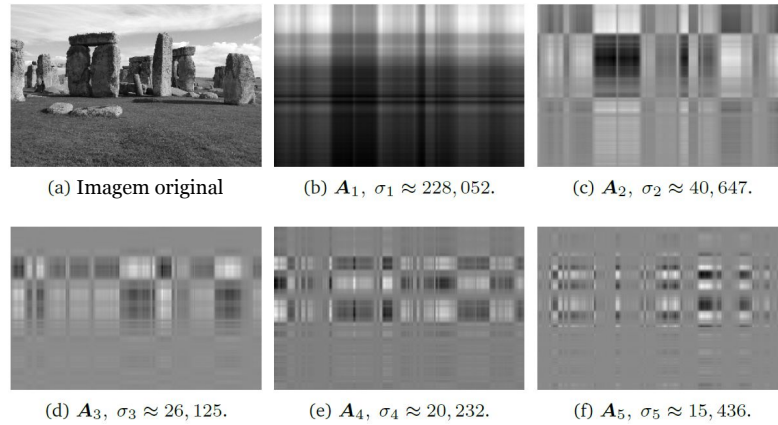 (a) Imagem original
(b) A₁, σ₁ ≈ 228, 052.
(c) A₂, σ₂ ≈ 40, 647.
(d) A₃, σ₃ ≈ 26, 125.
(e) A₄, σ₄ ≈ 20, 232.
(f) A₅, σ₅ ≈ 15, 436.